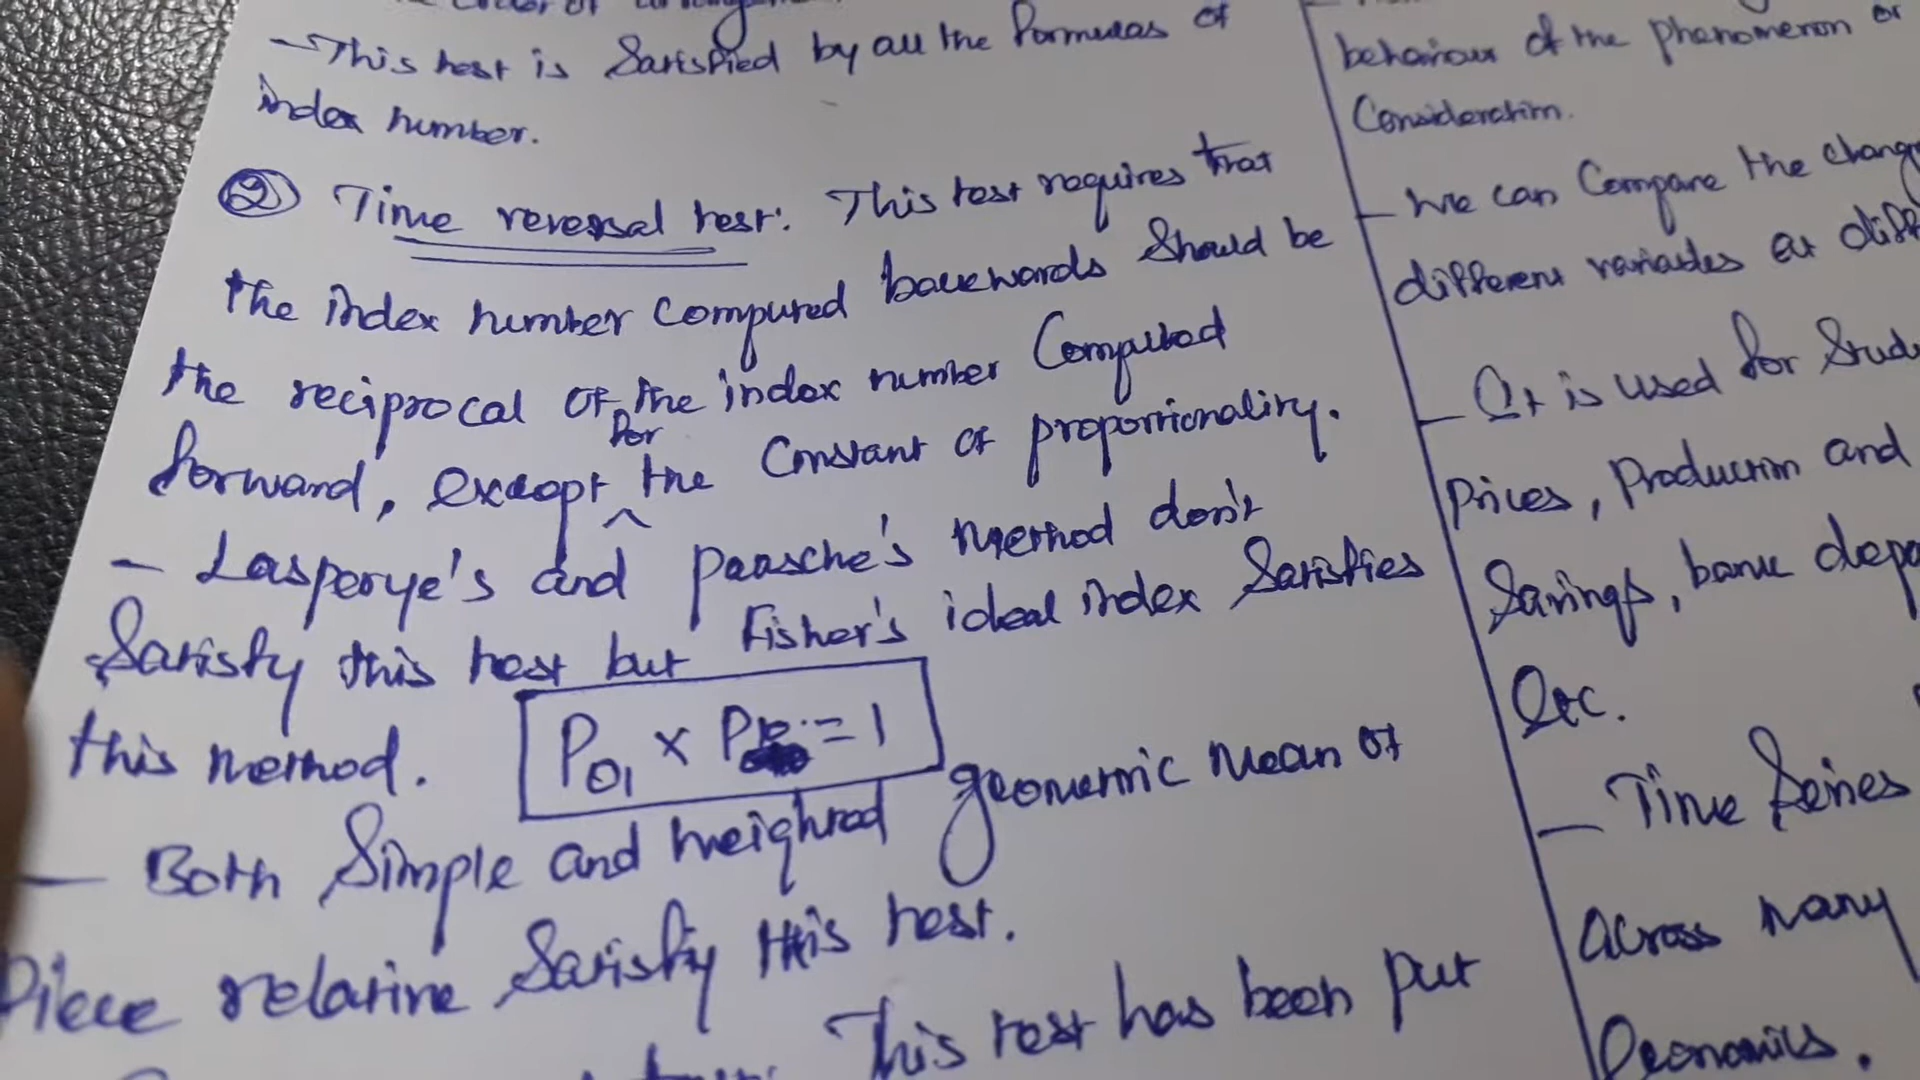 - This test is Satisfied by all the formulas of
index number.
② Time reversal test: This test requires that
the index number computed backwards should be
the reciprocal of the index number Computed
forward, except for the Constant of proportionality.
- Lasperye's and paasche's method don't
Satisfy this test but Fisher's ideal index Satisfies
this method. P01 x P = 1
- Both Simple and weighted geometric mean of
Piece relative Satisfy this test.
This test has been put
behaviour of the phenomenon or
Consideration.
- We can Compare the
different variables at
- It is used for
prices, production and
Savings, bank
etc.
- Time Series
across many
Economics.